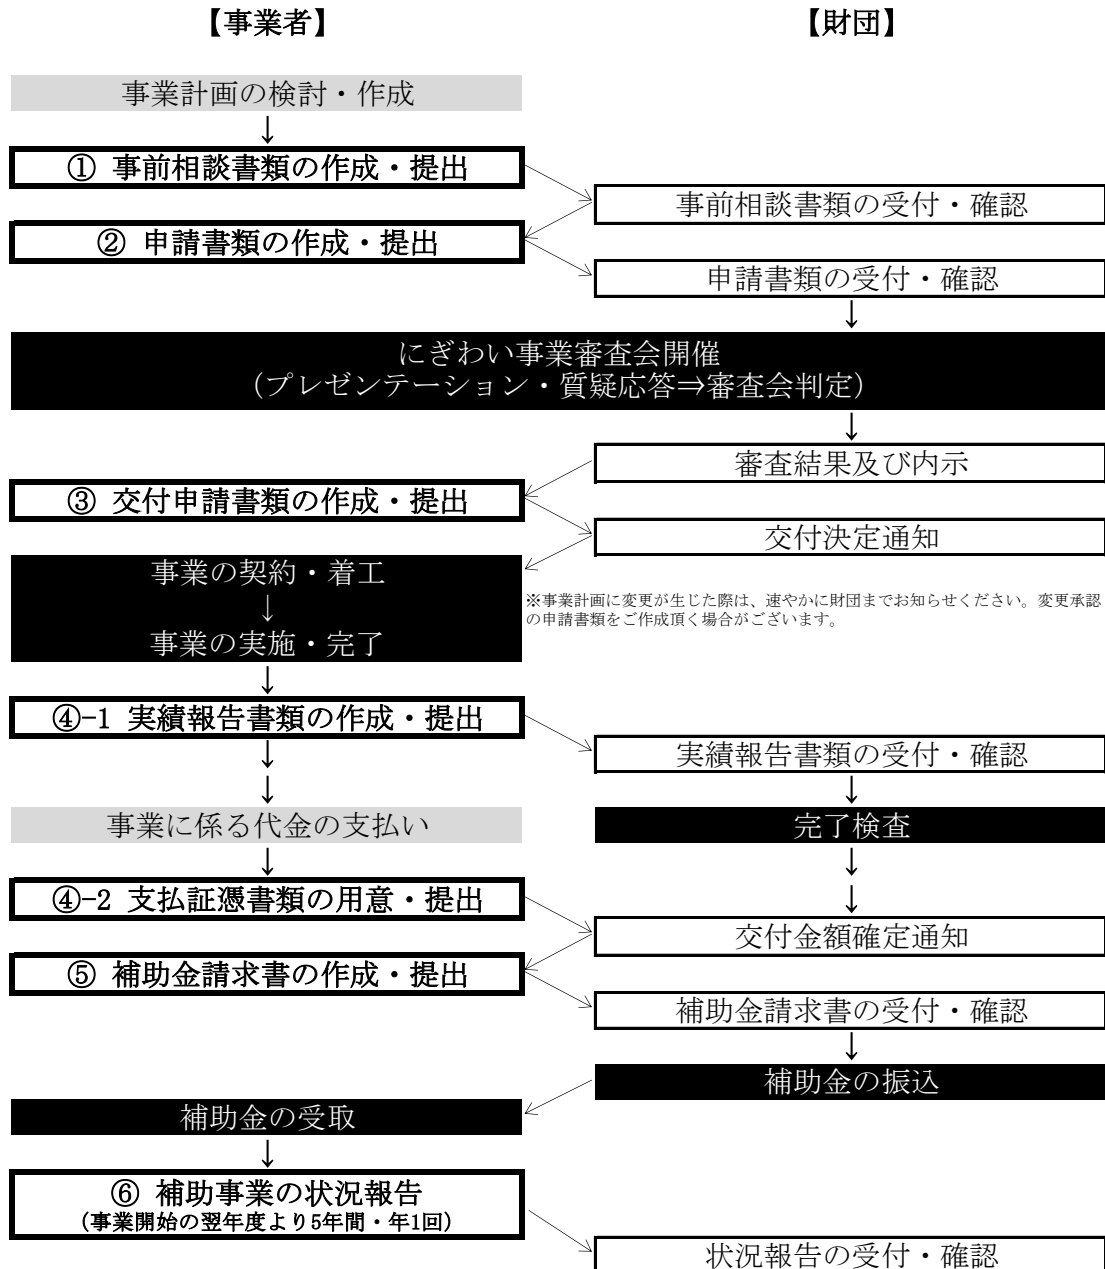 【事業者】
【財団】
事業計画の検討・作成
↓
① 事前相談書類の作成・提出
事前相談書類の受付・確認
② 申請書類の作成・提出
申請書類の受付・確認
↓
にぎわい事業審査会開催
(プレゼンテーション・質疑応答⇒審査会判定)
↓
審査結果及び内示
③ 交付申請書類の作成・提出
交付決定通知
事業の契約・着工
↓
事業の実施・完了
※事業計画に変更が生じた際は、速やかに財団までお知らせください。変更承認
の申請書類をご作成頂く場合がございます。
↓
④-1 実績報告書類の作成・提出
実績報告書類の受付・確認
↓
↓
↓
事業に係る代金の支払い
完了検査
↓
↓
④-2 支払証憑書類の用意・提出
↓
交付金額確定通知
⑤ 補助金請求書の作成・提出
補助金請求書の受付・確認
↓
補助金の振込
補助金の受取
↓
⑥ 補助事業の状況報告
(事業開始の翌年度より5年間・年1回)
状況報告の受付・確認